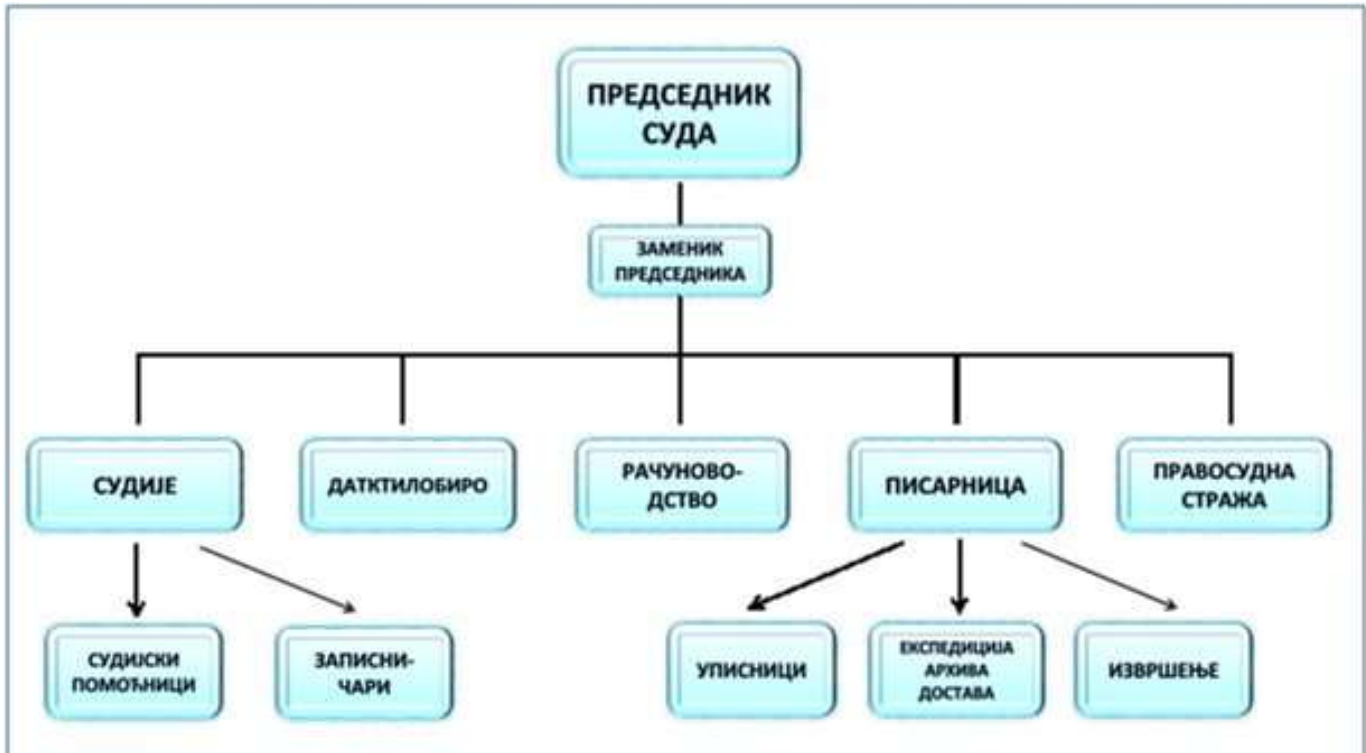 ПРЕДСЕДНИК
СУДА
ЗАМЕНИК
ПРЕДСЕДНИКА
СУДИЈЕ
ДАТКТИЛОБИРО
РАЧУНОВО-
ДСТВО
ПИСАРНИЦА
ПРАВОСУДНА
СТРАЖА
СУДИЈСКИ
ПОМОЋНИЦИ
ЗАПИСНИ-
ЧАРИ
УПИСНИЦИ
ЕКСПЕДИЦИЈА
АРХИВА
ДОСТАВА
ИЗВРШЕЊЕ